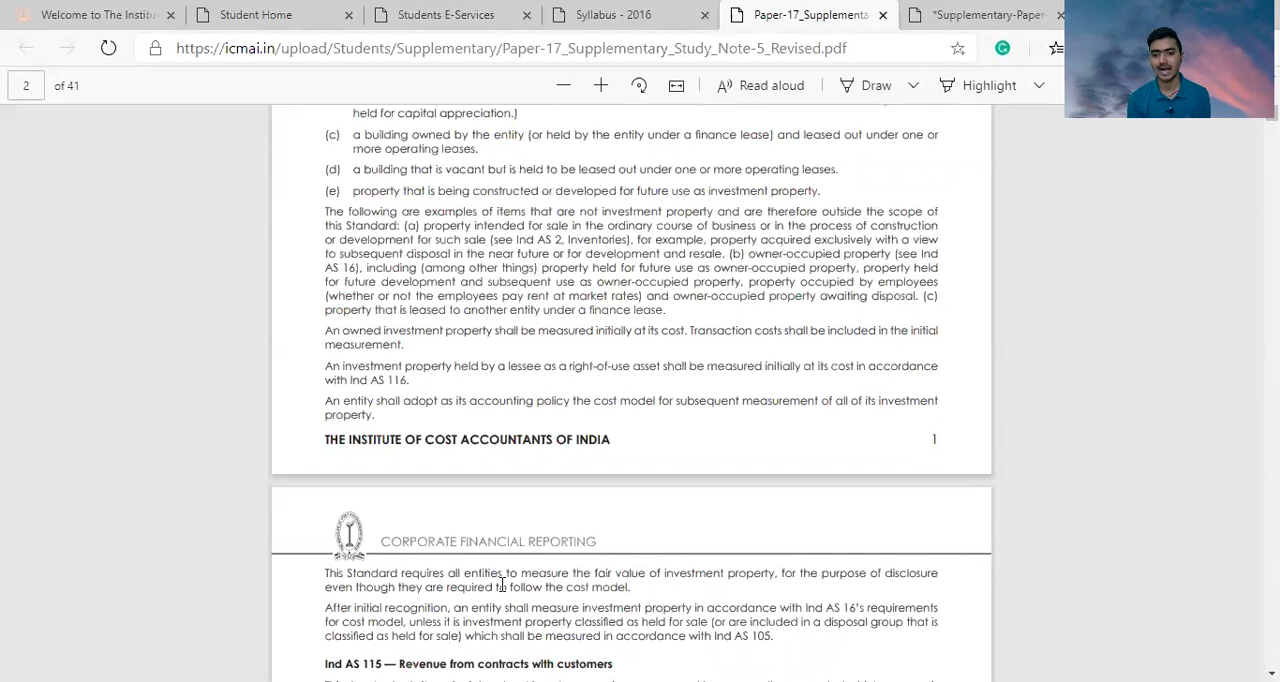 Welcome to The Institu
Student Home
Students E-Services
Syllabus - 2016
Paper-17_Supplementa
*Supplementary-Paper-
https://icmai.in/upload/Students/Supplementary/Paper-17_Supplementary_Study_Note-5_Revised.pdf
2 of 41
Read aloud
Draw
Highlight
held for capital appreciation.)
(c) a building owned by the entity (or held by the entity under a finance lease) and leased out under one or
more operating leases.
(d) a building that is vacant but is held to be leased out under one or more operating leases.
(e) property that is being constructed or developed for future use as investment property.
The following are examples of items that are not investment property and are therefore outside the scope of
this Standard: (a) property intended for sale in the ordinary course of business or in the process of construction
or development for such sale (see Ind AS 2, Inventories), for example, property acquired exclusively with a view
to subsequent disposal in the near future or for development and resale. (b) owner-occupied property (see Ind
AS 16), including (among other things) property held for future use as owner-occupied property, property held
for future development and subsequent use as owner-occupied property, property occupied by employees
(whether or not the employees pay rent at market rates) and owner-occupied property awaiting disposal. (c)
property that is leased to another entity under a finance lease.
An owned investment property shall be measured initially at its cost. Transaction costs shall be included in the initial
measurement.
An investment property held by a lessee as a right-of-use asset shall be measured initially at its cost in accordance
with Ind AS 116.
An entity shall adopt as its accounting policy the cost model for subsequent measurement of all of its investment
property.
THE INSTITUTE OF COST ACCOUNTANTS OF INDIA 1
CORPORATE FINANCIAL REPORTING
This Standard requires all entities to measure the fair value of investment property, for the purpose of disclosure
even though they are required to follow the cost model.
After initial recognition, an entity shall measure investment property in accordance with Ind AS 16's requirements
for cost model, unless it is investment property classified as held for sale (or are included in a disposal group that is
classified as held for sale) which shall be measured in accordance with Ind AS 105.
Ind AS 115 — Revenue from contracts with customers